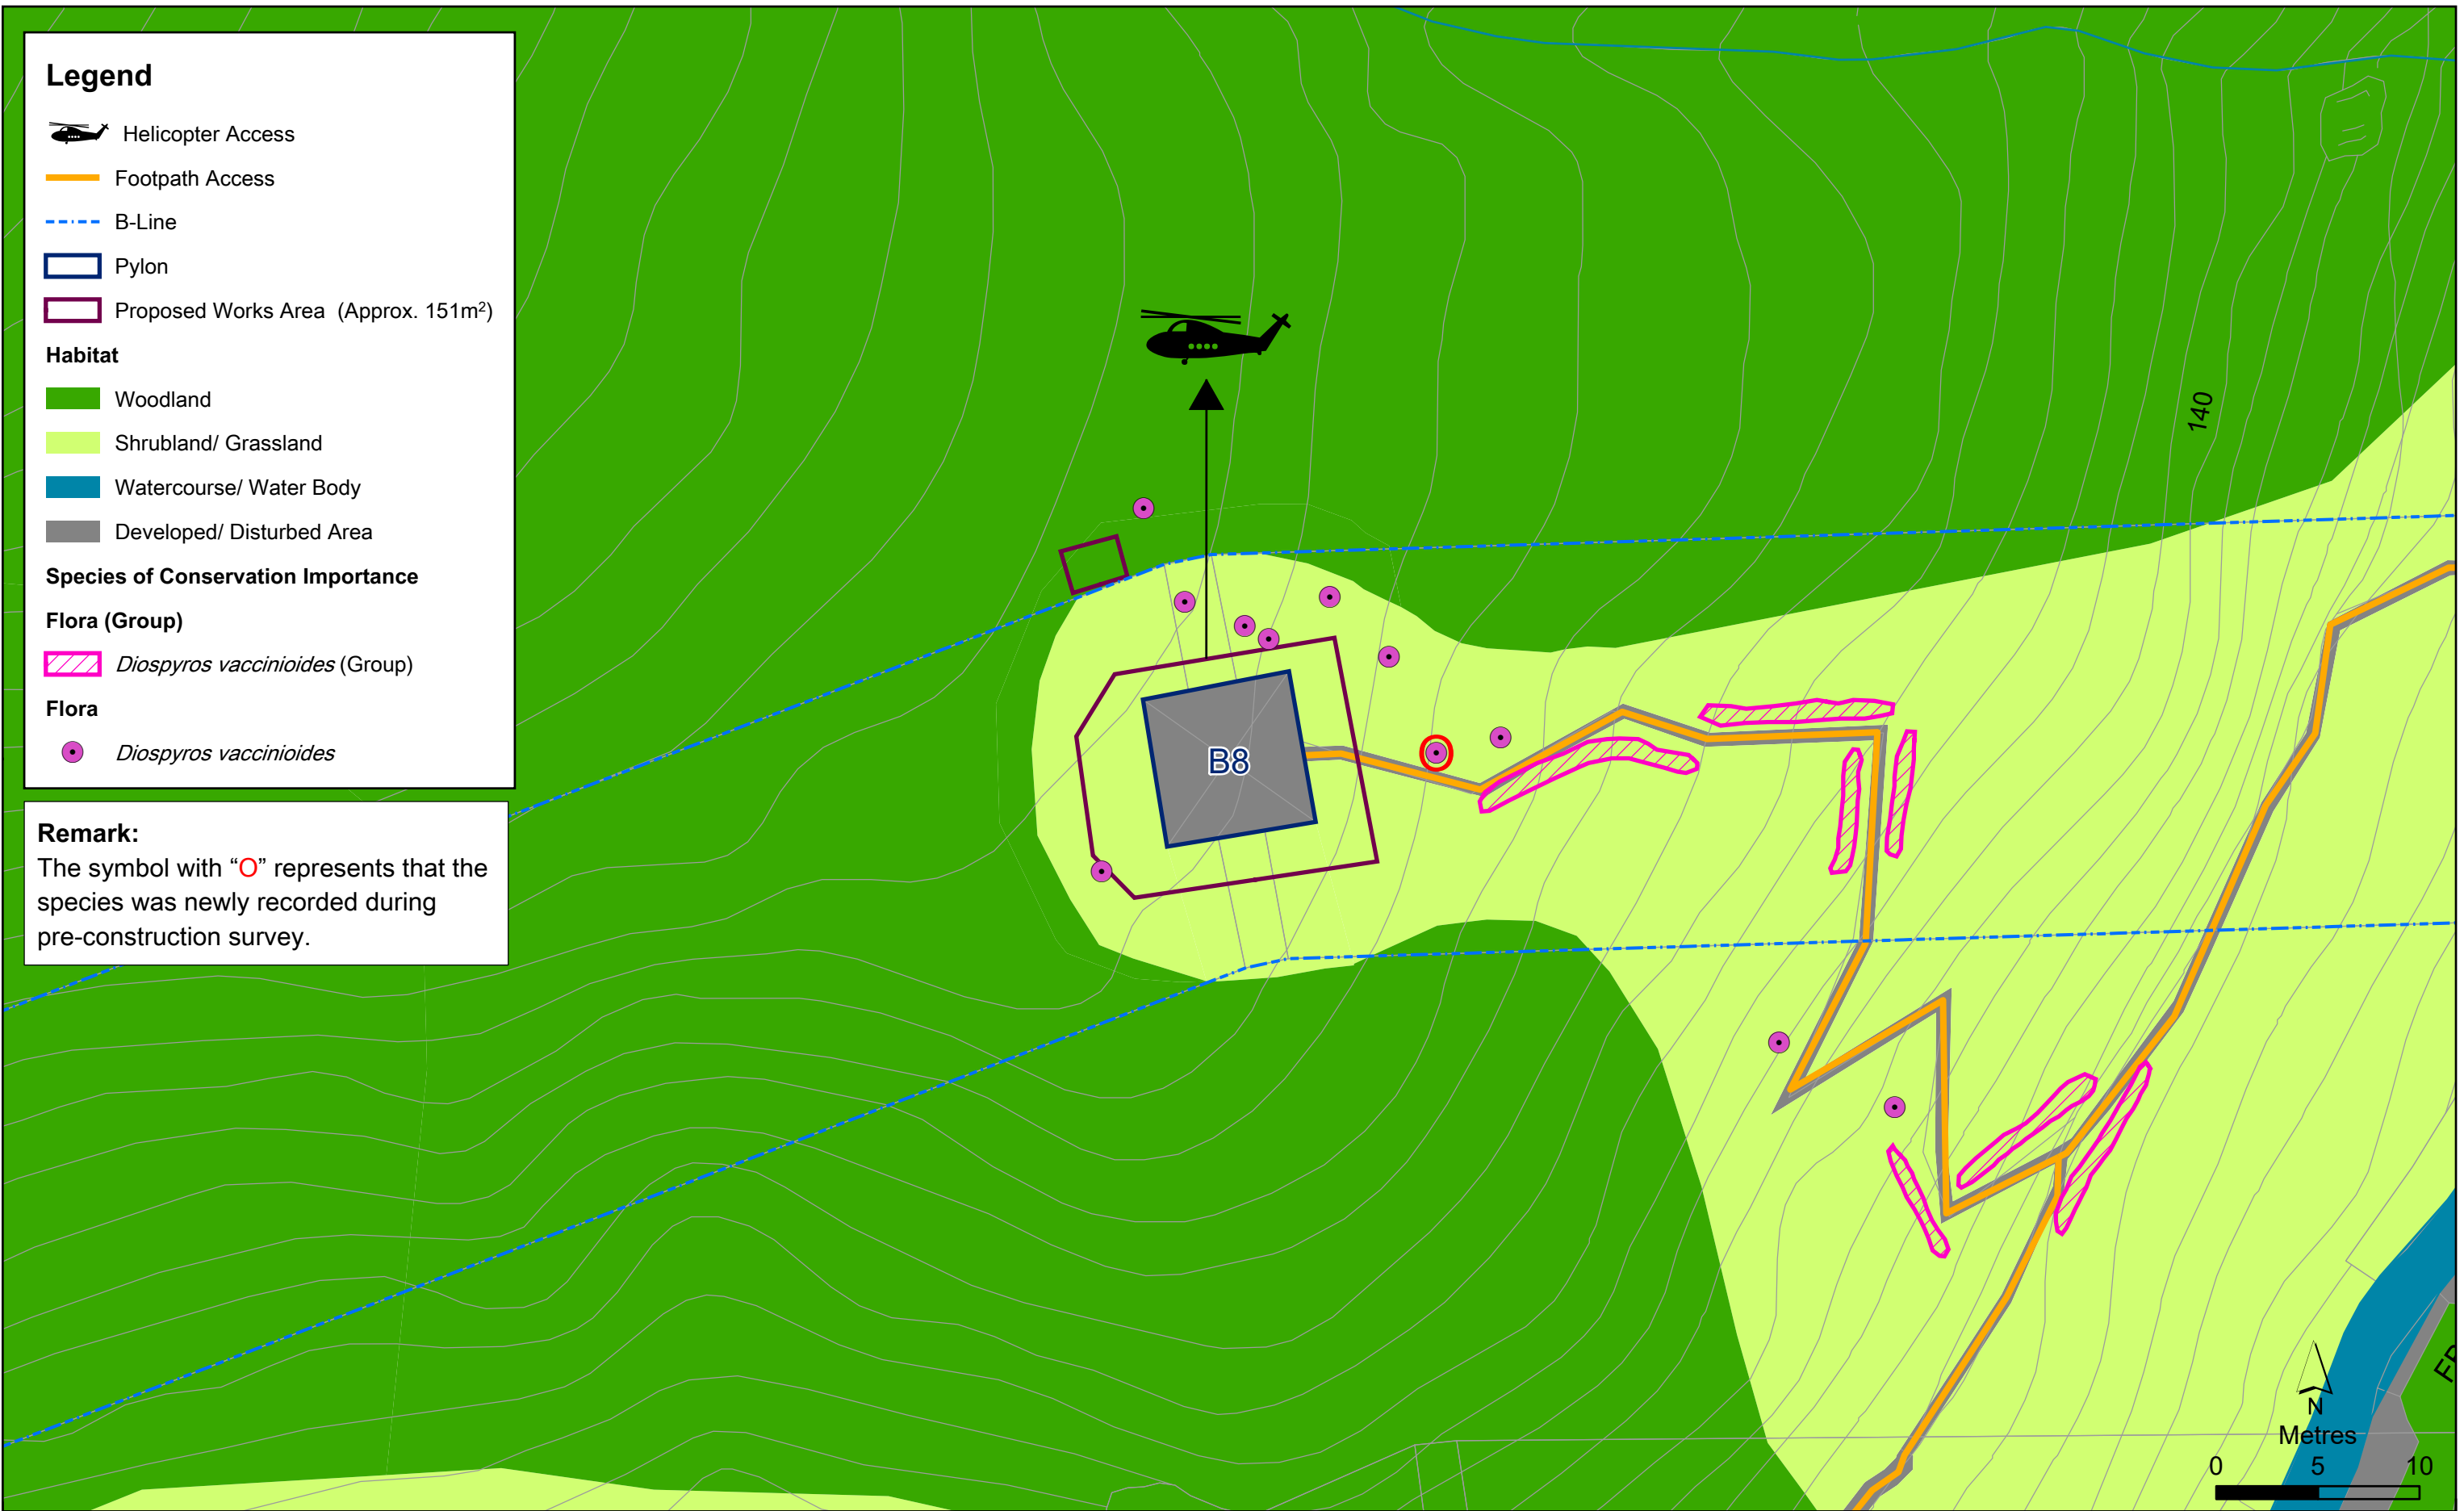 Legend
Helicopter Access
Footpath Access
B-Line
Pylon
Proposed Works Area (Approx. 151m²)
Habitat
Woodland
Shrubland/ Grassland
Watercourse/ Water Body
Developed/ Disturbed Area
Species of Conservation Importance
Flora (Group)
Diospyros vaccinioides (Group)
Flora
Diospyros vaccinioides
Remark:
The symbol with “O” represents that the
species was newly recorded during
pre-construction survey.
140
B8
N
Metres
0 5 10